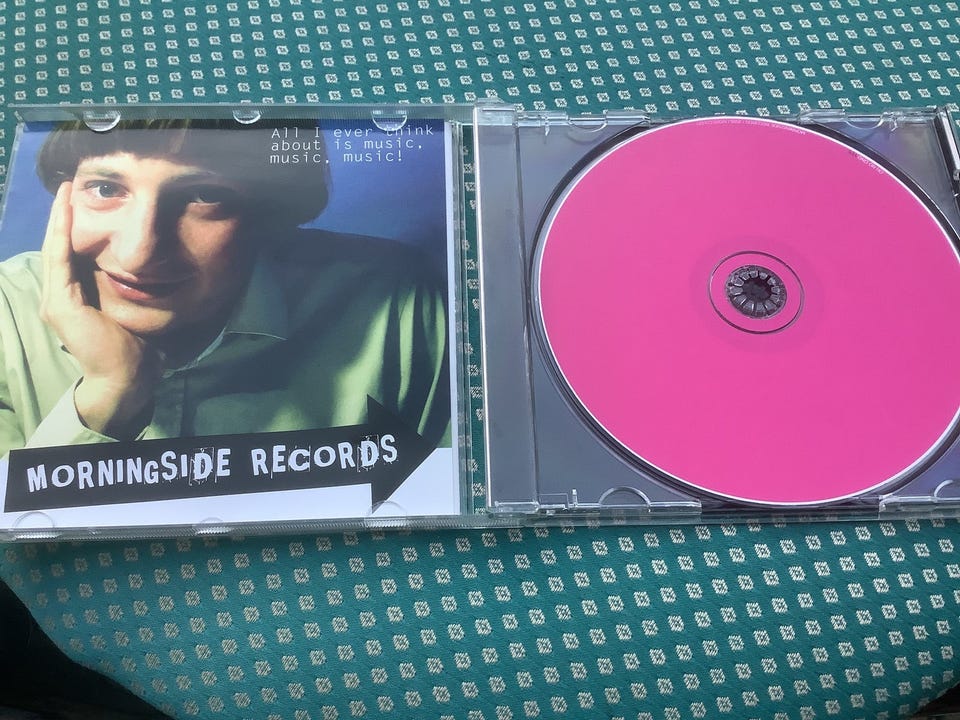 All I ever think
about is music,
music, music!
MORNINGSIDE RECORDS